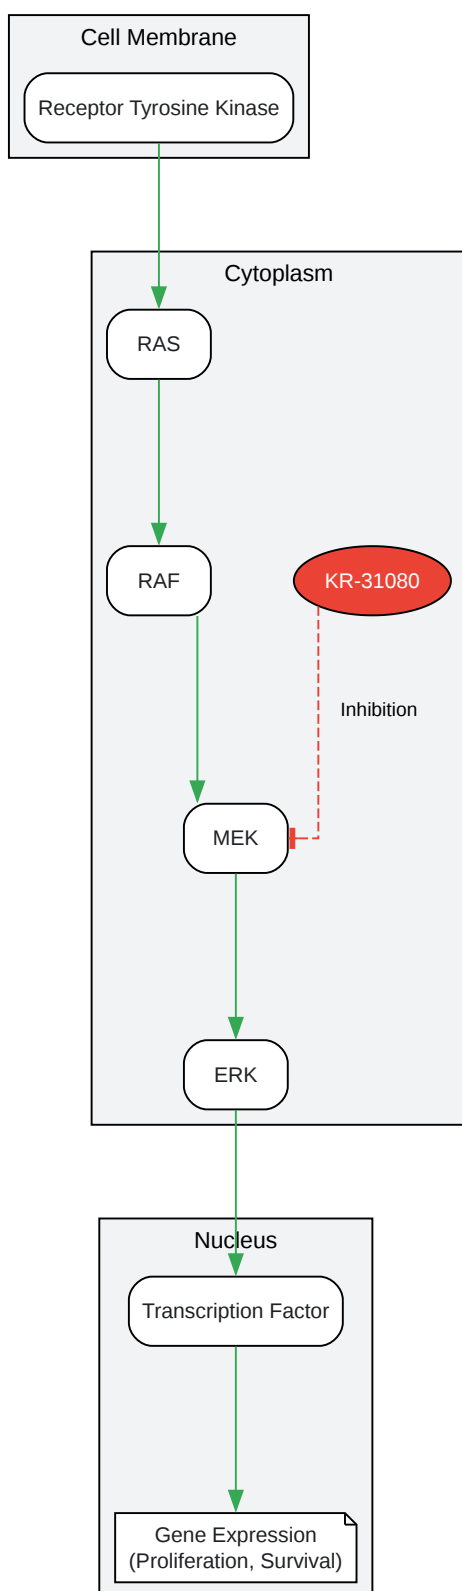 Cell Membrane
Receptor Tyrosine Kinase
Cytoplasm
RAS
RAF
KR-31080
Inhibition
MEK
ERK
Nucleus
Transcription Factor
Gene Expression
(Proliferation, Survival)